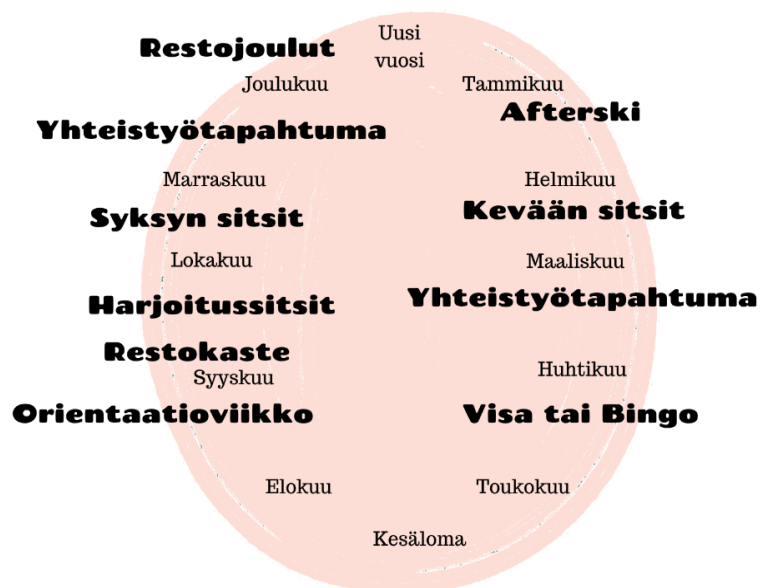 Uusi
vuosi
Restojoulut
Joulukuu
Tammikuu
Afterski
Yhteistyötapahtuma
Marraskuu
Helmikuu
Syksyn sitsit
Kevään sitsit
Lokakuu
Maaliskuu
Harjoitussitsit
Yhteistyötapahtuma
Restokaste
Syyskuu
Huhtikuu
Orientaatioviikko
Visa tai Bingo
Elokuu
Toukokuu
Kesäloma